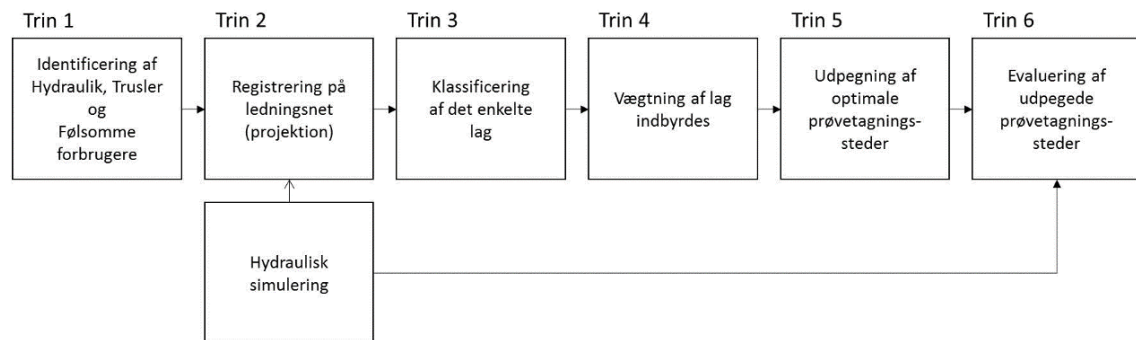 Trin 1
Identificering af
Hydraulik, Trusler
og
Følsomme
forbrugere
Trin 2
Registrering på
ledningsnet
(projektion)
Trin 3
Klassificering
af det enkelte
lag
Trin 4
Vægtning af lag
indbyrdes
Trin 5
Udpegning af
optimale
prøvetagnings-
steder
Trin 6
Evaluering af
udpegede
prøvetagnings-
steder
Hydraulisk
simulering